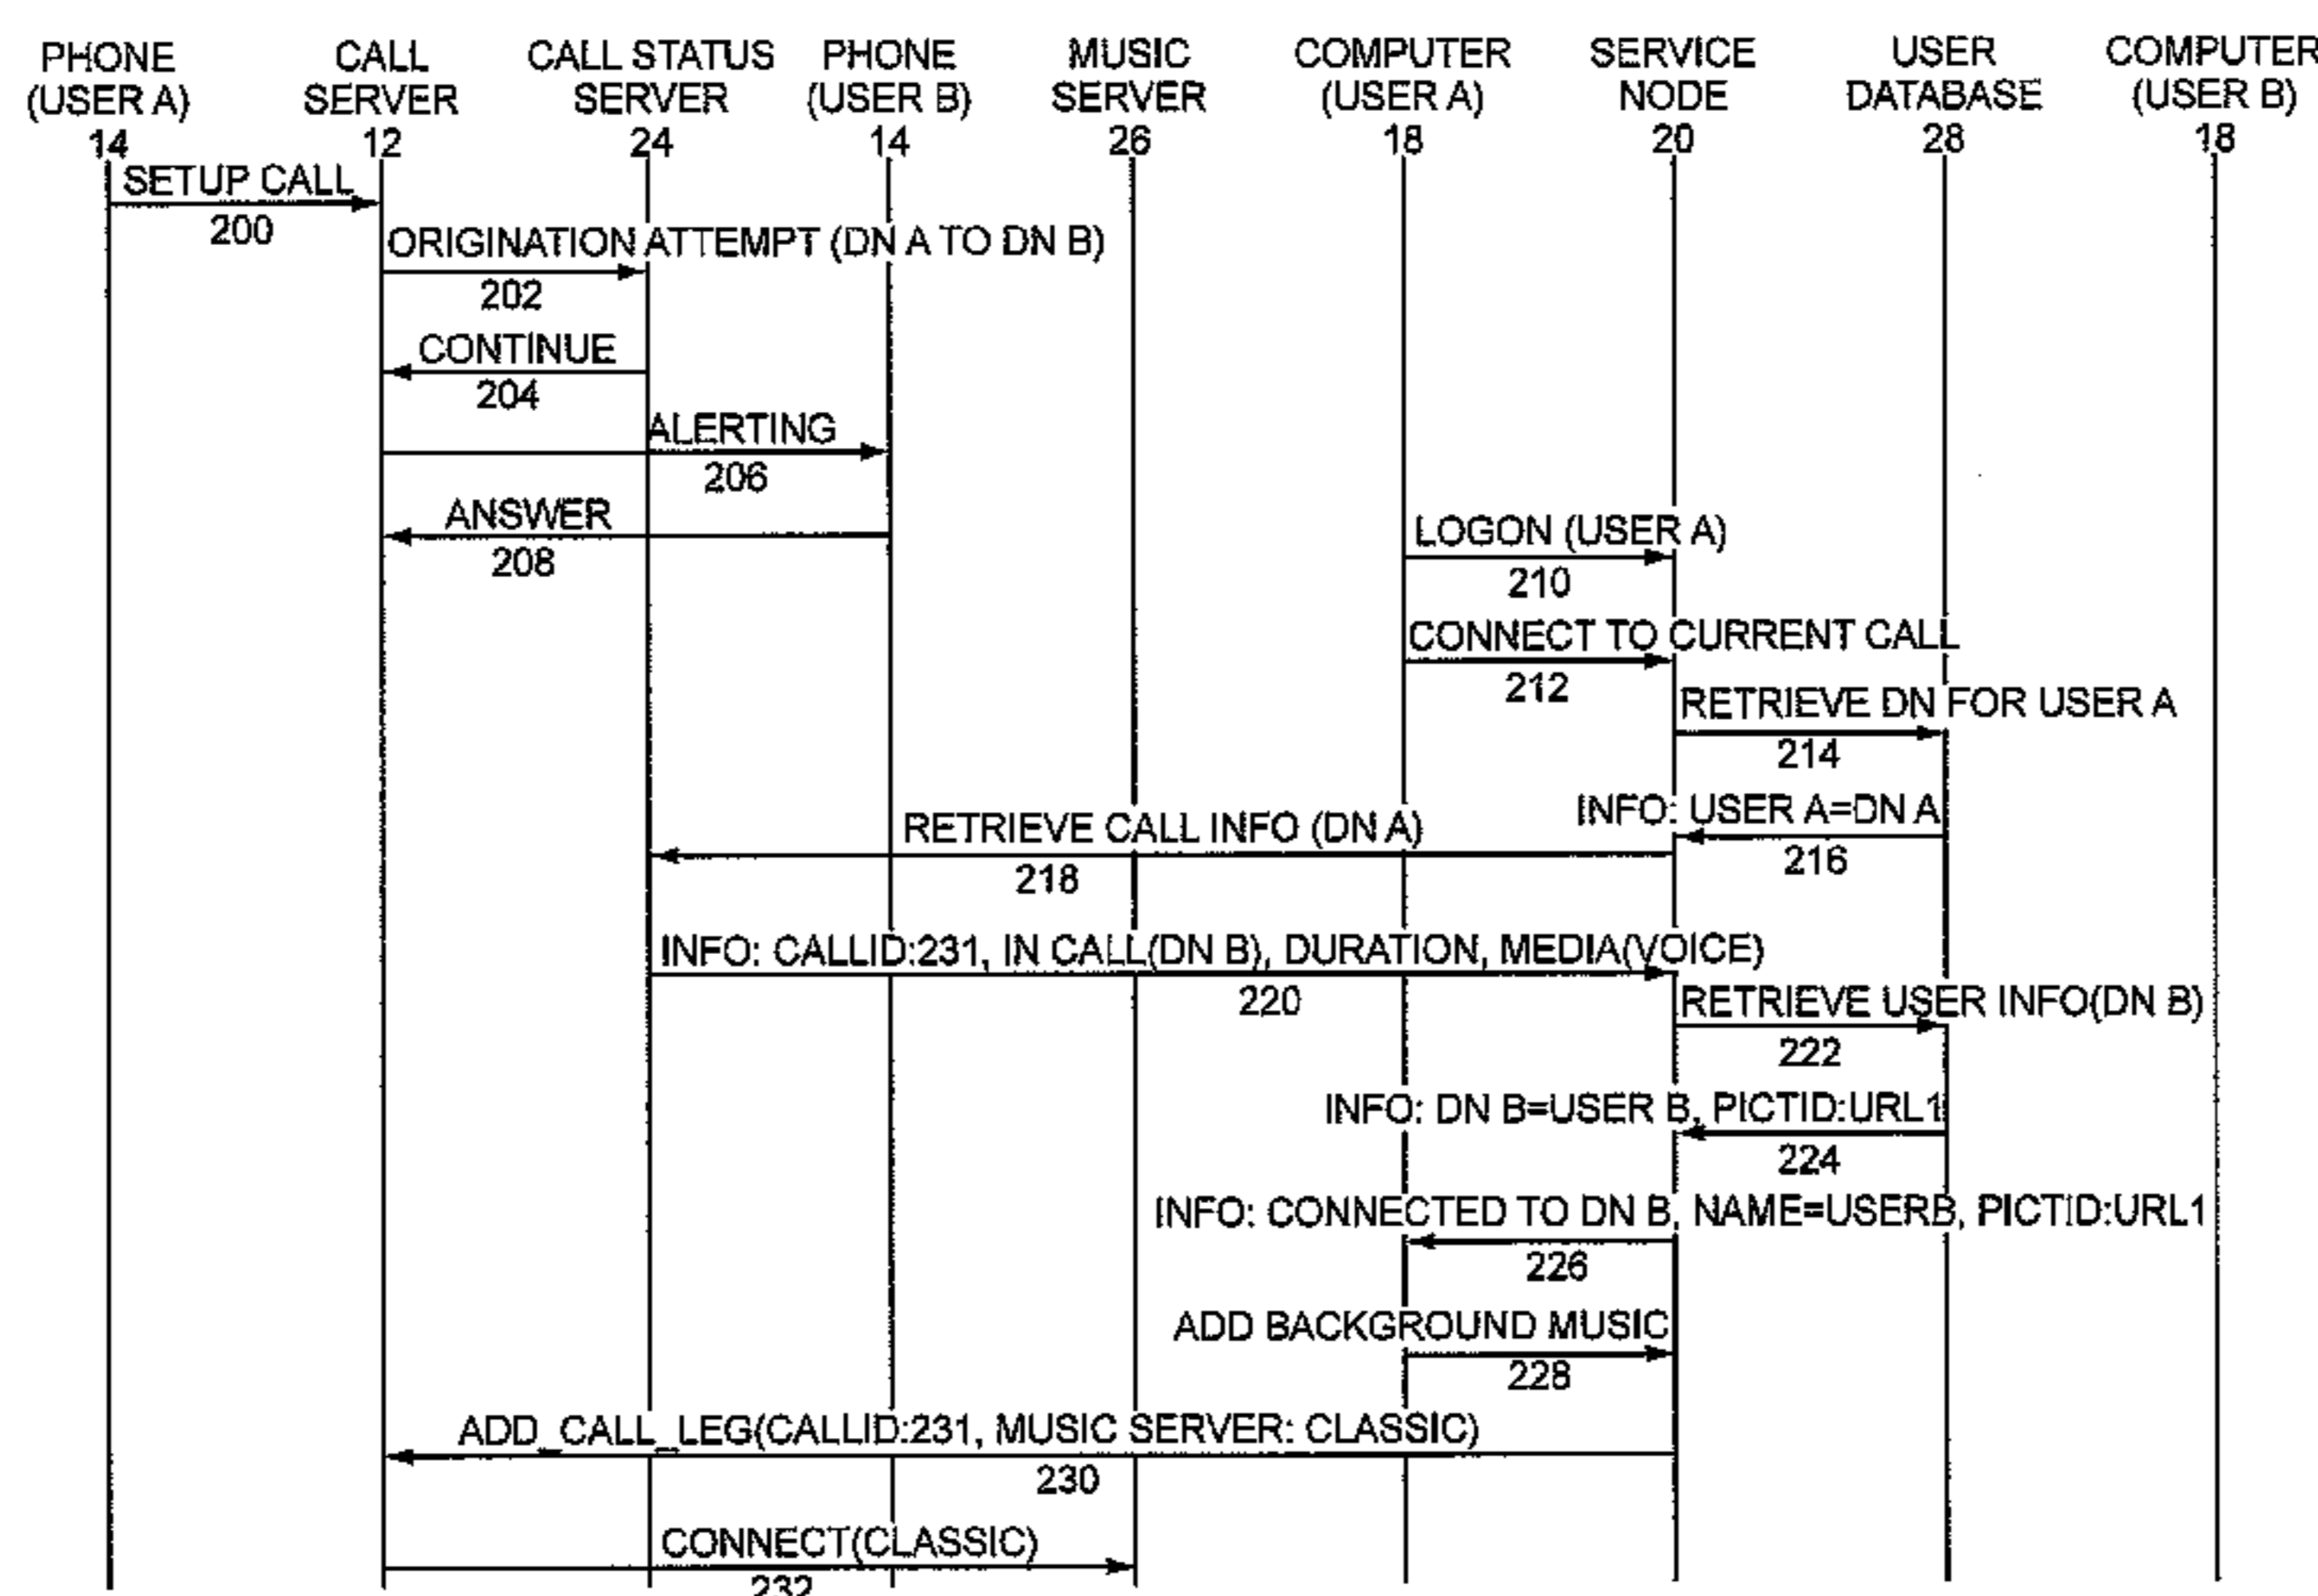 PHONE
(USER A)
14
CALL
SERVER
12
CALL STATUS
SERVER
24
PHONE
(USER B)
14
MUSIC
SERVER
26
COMPUTER
(USER A)
18
SERVICE
NODE
20
USER
DATABASE
28
COMPUTER
(USER B)
18
SETUP CALL
200
ORIGINATION ATTEMPT (DN A TO DN B)
202
CONTINUE
204
ALERTING
206
ANSWER
208
LOGON (USER A)
210
CONNECT TO CURRENT CALL
212
RETRIEVE DN FOR USER A
214
INFO: USER A=DN A
216
RETRIEVE CALL INFO (DN A)
218
INFO: CALLID:231, IN CALL(DN B), DURATION, MEDIA(VOICE)
220
RETRIEVE USER INFO(DN B)
222
INFO: DN B=USER B, PICTID:URL1
224
INFO: CONNECTED TO DN B, NAME=USERB, PICTID:URL1
226
ADD BACKGROUND MUSIC
228
ADD_CALL_LEG(CALLID:231, MUSIC SERVER: CLASSIC)
230
CONNECT(CLASSIC)
232